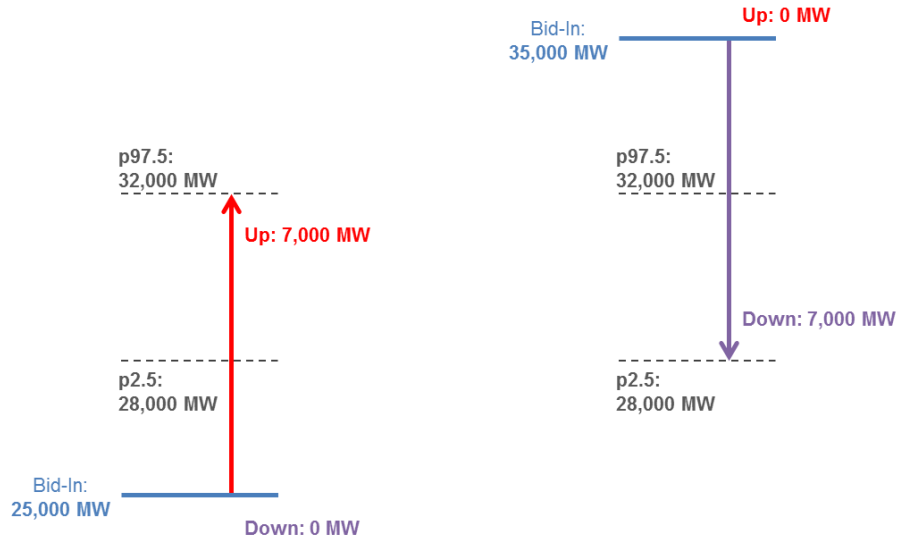 p97.5:
32,000 MW
Up: 7,000 MW
p2.5:
28,000 MW
Bid-In:
25,000 MW
Down: 0 MW
Up: 0 MW
Bid-In:
35,000 MW
p97.5:
32,000 MW
Down: 7,000 MW
p2.5:
28,000 MW